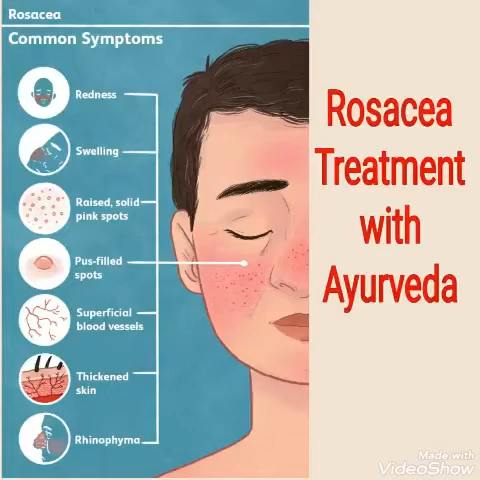 Rosacea
Common Symptoms
Redness
Swelling
Raised, solid
pink spots
Pus-filled
spots
Superficial
blood vessels
Thickened
skin
Rhinophyma
Rosacea
Treatment
with
Ayurveda
Made with
VideoShow